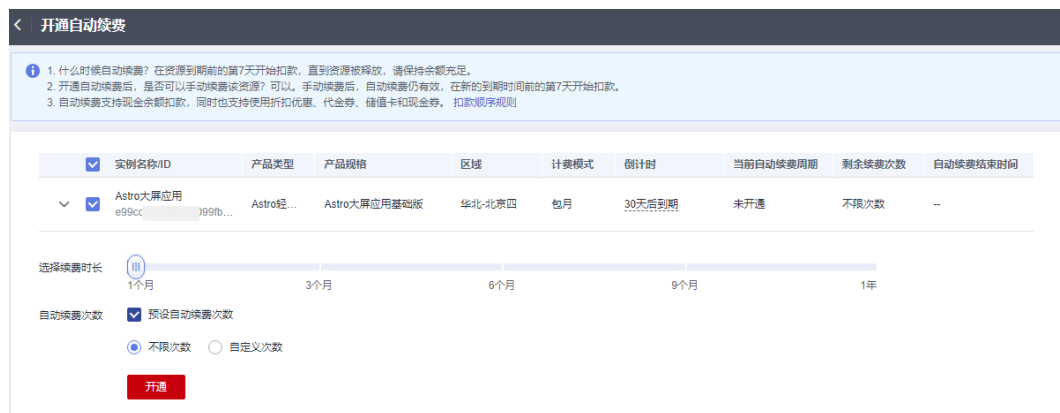 开通自动续费
1. 什么时候自动续费？在资源到期前的第7天开始扣款，直到资源被释放，请保持余额充足。
2. 开通自动续费后，是否可以手动续费该资源？可以。手动续费后，自动续费仍有效，在新的到期时间前的第7天开始扣款。
3. 自动续费支持现金余额扣款，同时也支持使用折扣优惠、代金券、储值卡和现金券。 扣款顺序规则
实例名称/ID 产品类型 产品规格 区域 计费模式 倒计时 当前自动续费周期 剩余续费次数 自动续费结束时间
Astro大屏应用 Astro轻... Astro大屏应用基础版 华北-北京四 包月 30天后到期 未开通 不限次数 --
e99cc 099fb...
选择续费时长
1个月 3个月 6个月 9个月 1年
自动续费次数 预设自动续费次数
不限次数 自定义次数
开通